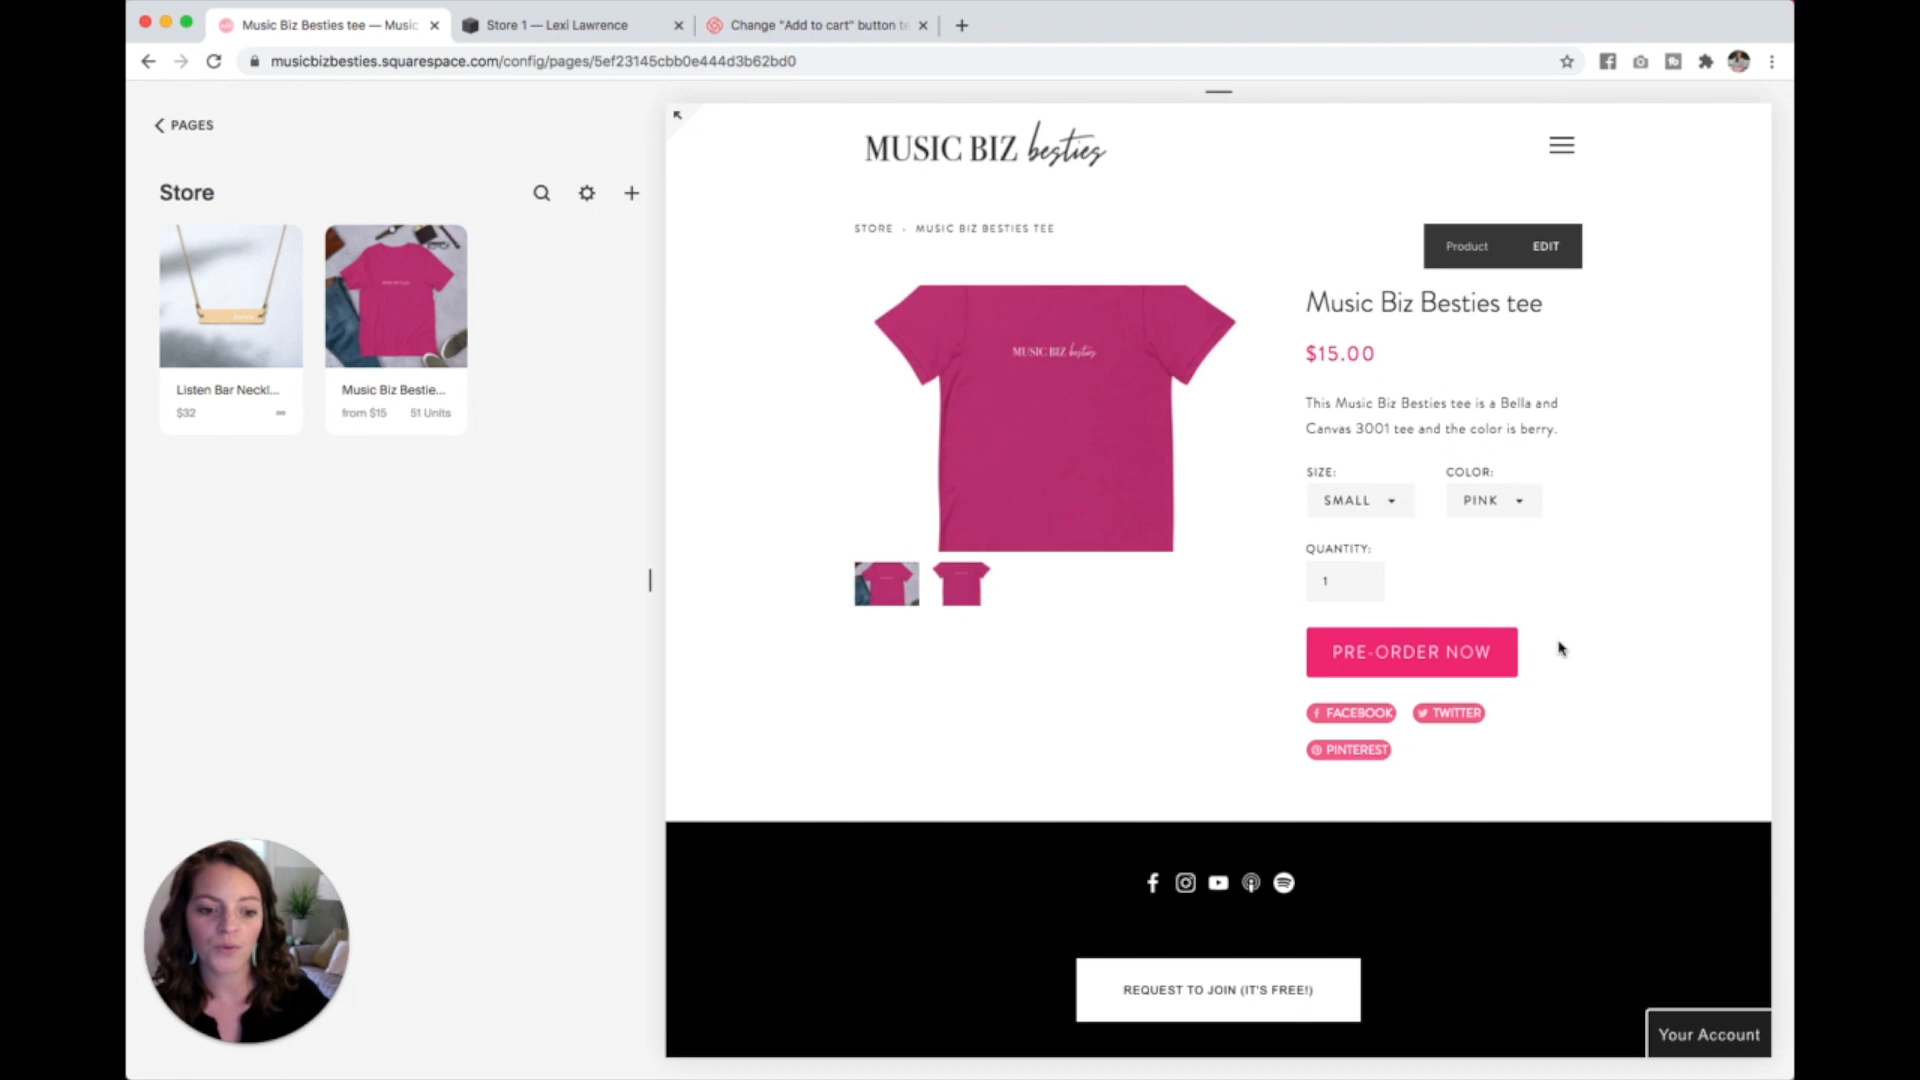 Music Biz Besties tee — Music
Store 1 — Lexi Lawrence
Change "Add to cart" button te
musicbizbesties.squarespace.com/config/pages/5ef23145cbb0e444d3b62bd0
PAGES
Store
Listen Bar Neckl...
$32
∞
Music Biz Bestie...
from $15
51 Units
MUSIC BIZ besties
STORE › MUSIC BIZ BESTIES TEE
Product
EDIT
MUSIC BIZ besties
Music Biz Besties tee
$15.00
This Music Biz Besties tee is a Bella and
Canvas 3001 tee and the color is berry.
SIZE:
COLOR:
SMALL
PINK
QUANTITY:
1
PRE-ORDER NOW
FACEBOOK
TWITTER
PINTEREST
REQUEST TO JOIN (IT'S FREE!)
Your Account